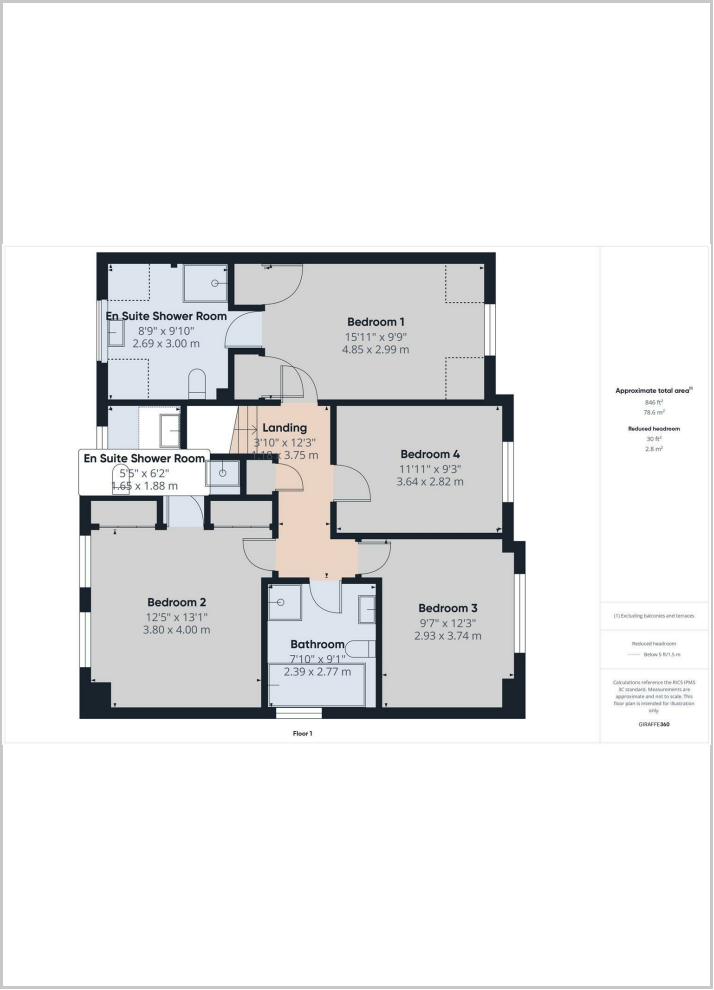 En Suite Shower Room
8'9" x 9'10"
2.69 x 3.00 m
Bedroom 1
15'11" x 9'9"
4.85 x 2.99 m
Landing
3'10" x 12'3"
1.18 x 3.75 m
Bedroom 4
11'11" x 9'3"
3.64 x 2.82 m
En Suite Shower Room
5'5" x 6'2"
1.65 x 1.88 m
Bedroom 2
12'5" x 13'1"
3.80 x 4.00 m
Bedroom 3
9'7" x 12'3"
2.93 x 3.74 m
Bathroom
7'10" x 9'1"
2.39 x 2.77 m
Floor 1
Approximate total area(1)
846 ft²
78.6 m²
Reduced headroom
30 ft²
2.8 m²
(1) Excluding balconies and terraces
Reduced headroom
Below 5 ft/1.5 m
Calculations reference the RICS IPMS
3C standard. Measurements are
approximate and not to scale. This
floor plan is intended for illustration
only.
GIRAFFE360